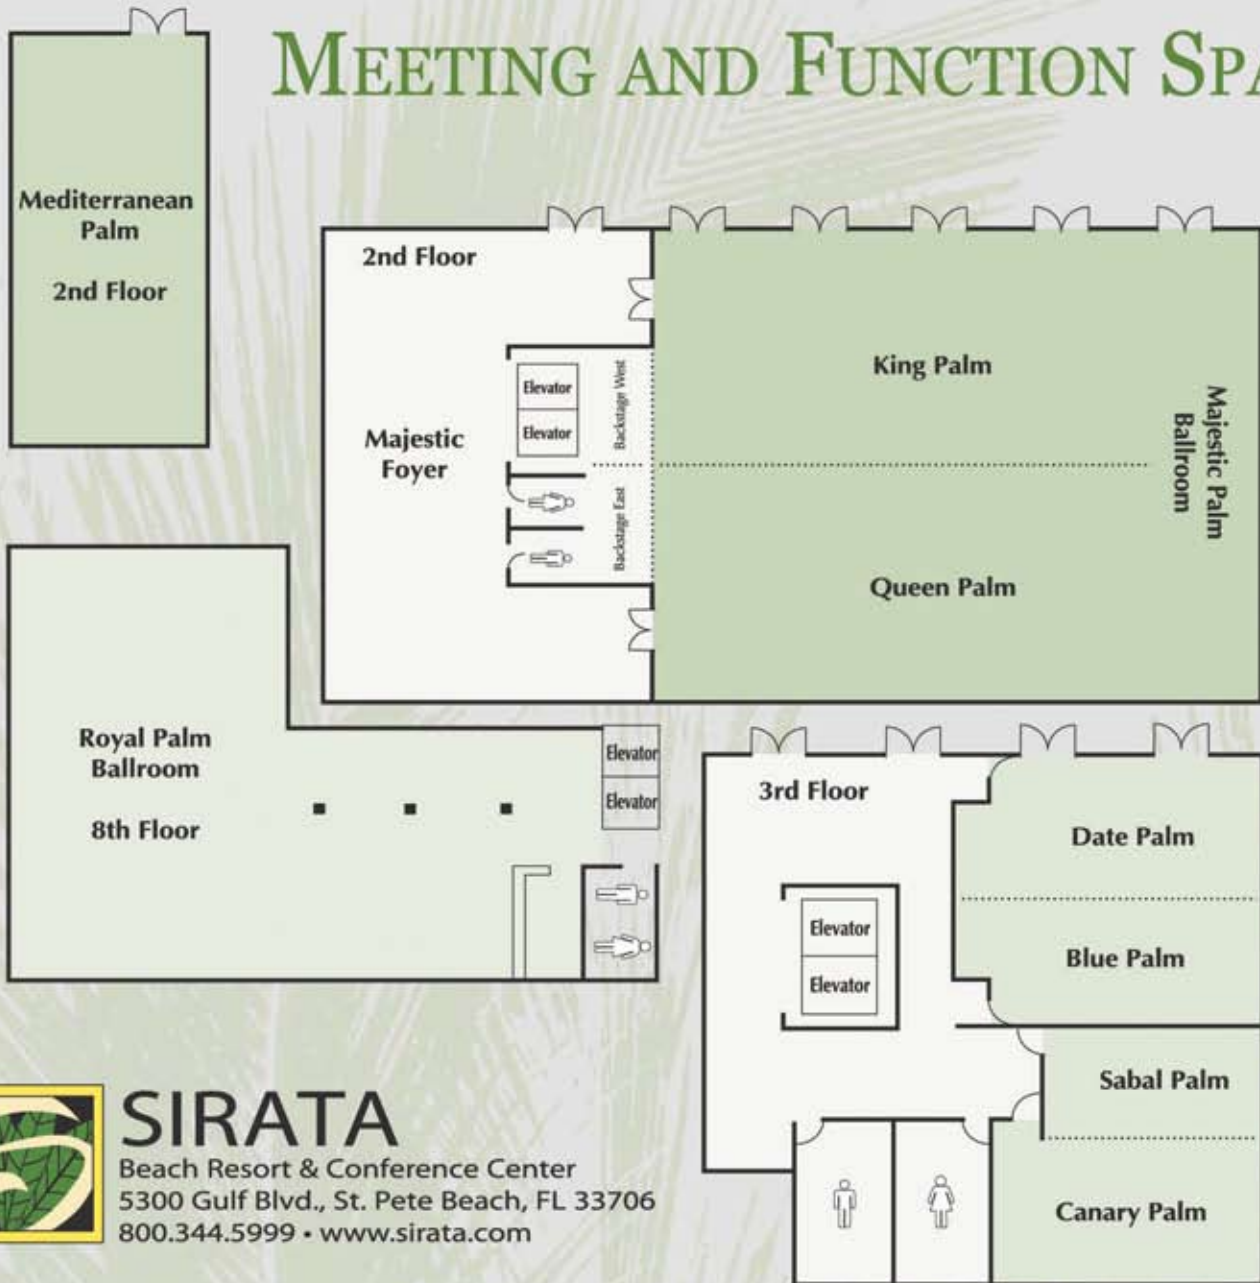 MEETING AND FUNCTION SPA
Mediterranean
Palm
2nd Floor
2nd Floor
Majestic
Foyer
Elevator
Elevator
Backstage West
Backstage East
King Palm
Queen Palm
Majestic Palm
Ballroom
Royal Palm
Ballroom
8th Floor
Elevator
Elevator
3rd Floor
Elevator
Elevator
Date Palm
Blue Palm
Sabal Palm
Canary Palm
SIRATA
Beach Resort & Conference Center
5300 Gulf Blvd., St. Pete Beach, FL 33706
800.344.5999 • www.sirata.com